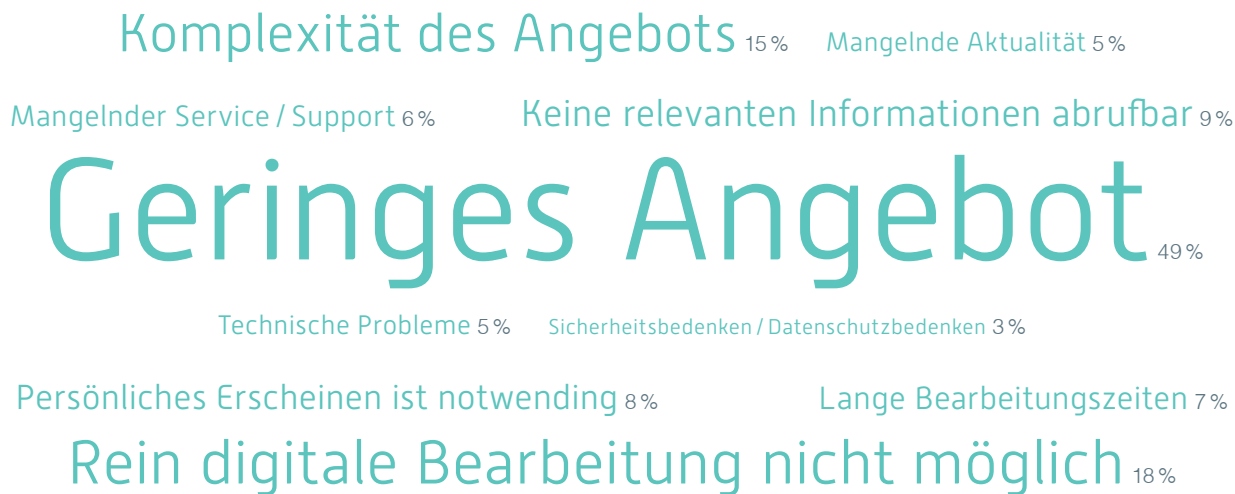 Komplexität des Angebots 15 % Mangelnde Aktualität 5 %
Mangelnder Service / Support 6 % Keine relevanten Informationen abrufbar 9 %
Geringes Angebot 49 %
Technische Probleme 5 % Sicherheitsbedenken / Datenschutzbedenken 3 %
Persönliches Erscheinen ist notwending 8 % Lange Bearbeitungszeiten 7 %
Rein digitale Bearbeitung nicht möglich 18 %